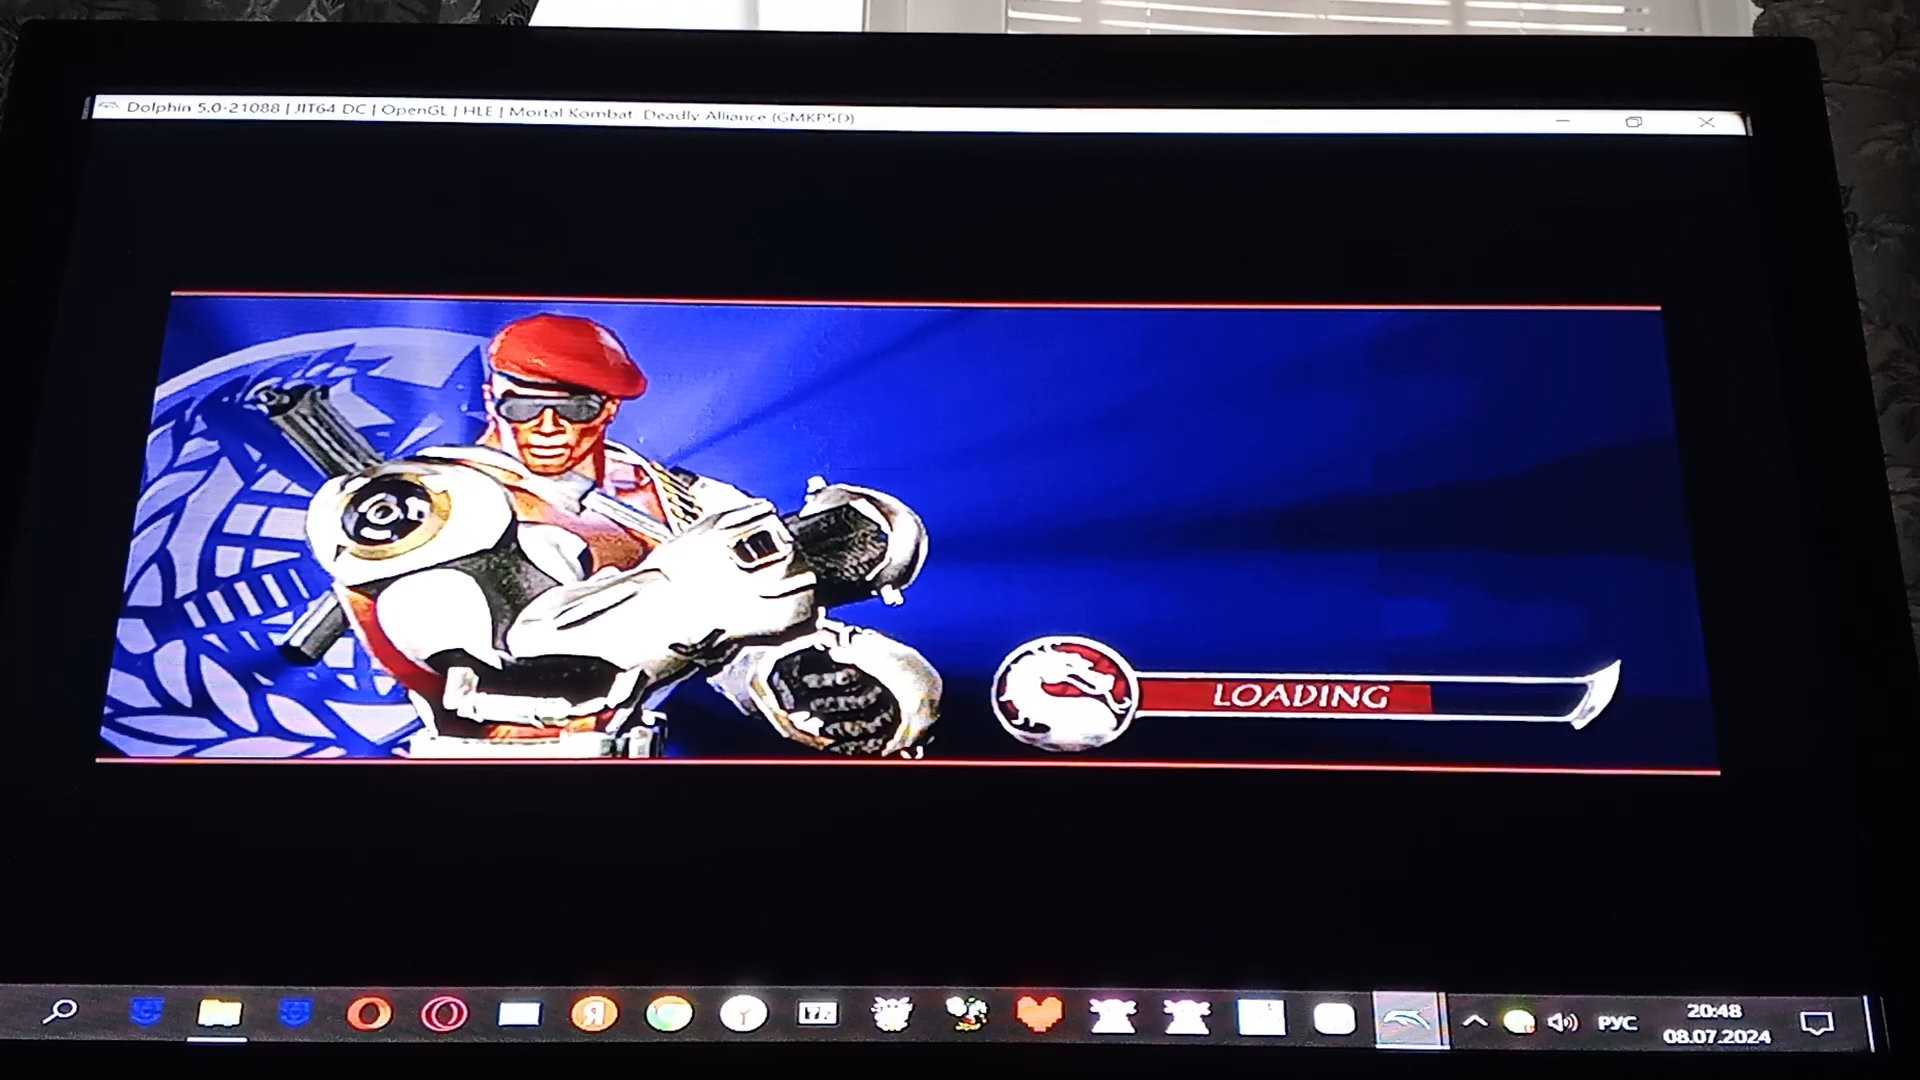 Dolphin 5.0-21088 | JIT64 DC | OpenGL | HLE | Mortal Kombat Deadly Alliance (GMKP5D)
LOADING
Я
Y
РУС
20:48
08.07.2024